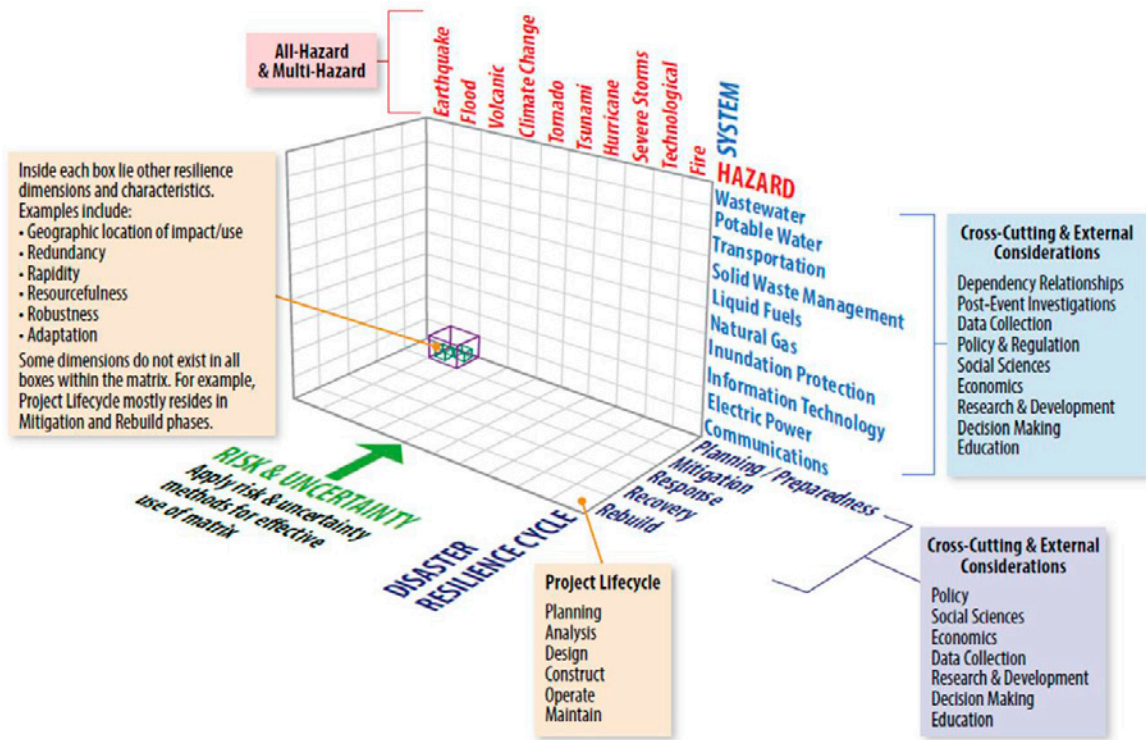 All-Hazard
& Multi-Hazard
Earthquake
Flood
Volcanic
Climate Change
Tornado
Tsunami
Hurricane
Severe Storms
Technological
Fire
SYSTEM
HAZARD
Wastewater
Potable Water
Transportation
Solid Waste Management
Liquid Fuels
Natural Gas
Inundation Protection
Information Technology
Electric Power
Communications
Inside each box lie other resilience
dimensions and characteristics.
Examples include:
• Geographic location of impact/use
• Redundancy
• Rapidity
• Resourcefulness
• Robustness
• Adaptation
Some dimensions do not exist in all
boxes within the matrix. For example,
Project Lifecycle mostly resides in
Mitigation and Rebuild phases.
Cross-Cutting & External
Considerations
Dependency Relationships
Post-Event Investigations
Data Collection
Policy & Regulation
Social Sciences
Economics
Research & Development
Decision Making
Education
RISK & UNCERTAINTY
Apply risk & uncertainty
methods for effective
use of matrix
DISASTER
RESILIENCE CYCLE
Planning / Preparedness
Mitigation
Response
Recovery
Rebuild
Project Lifecycle
Planning
Analysis
Design
Construct
Operate
Maintain
Cross-Cutting & External
Considerations
Policy
Social Sciences
Economics
Data Collection
Research & Development
Decision Making
Education